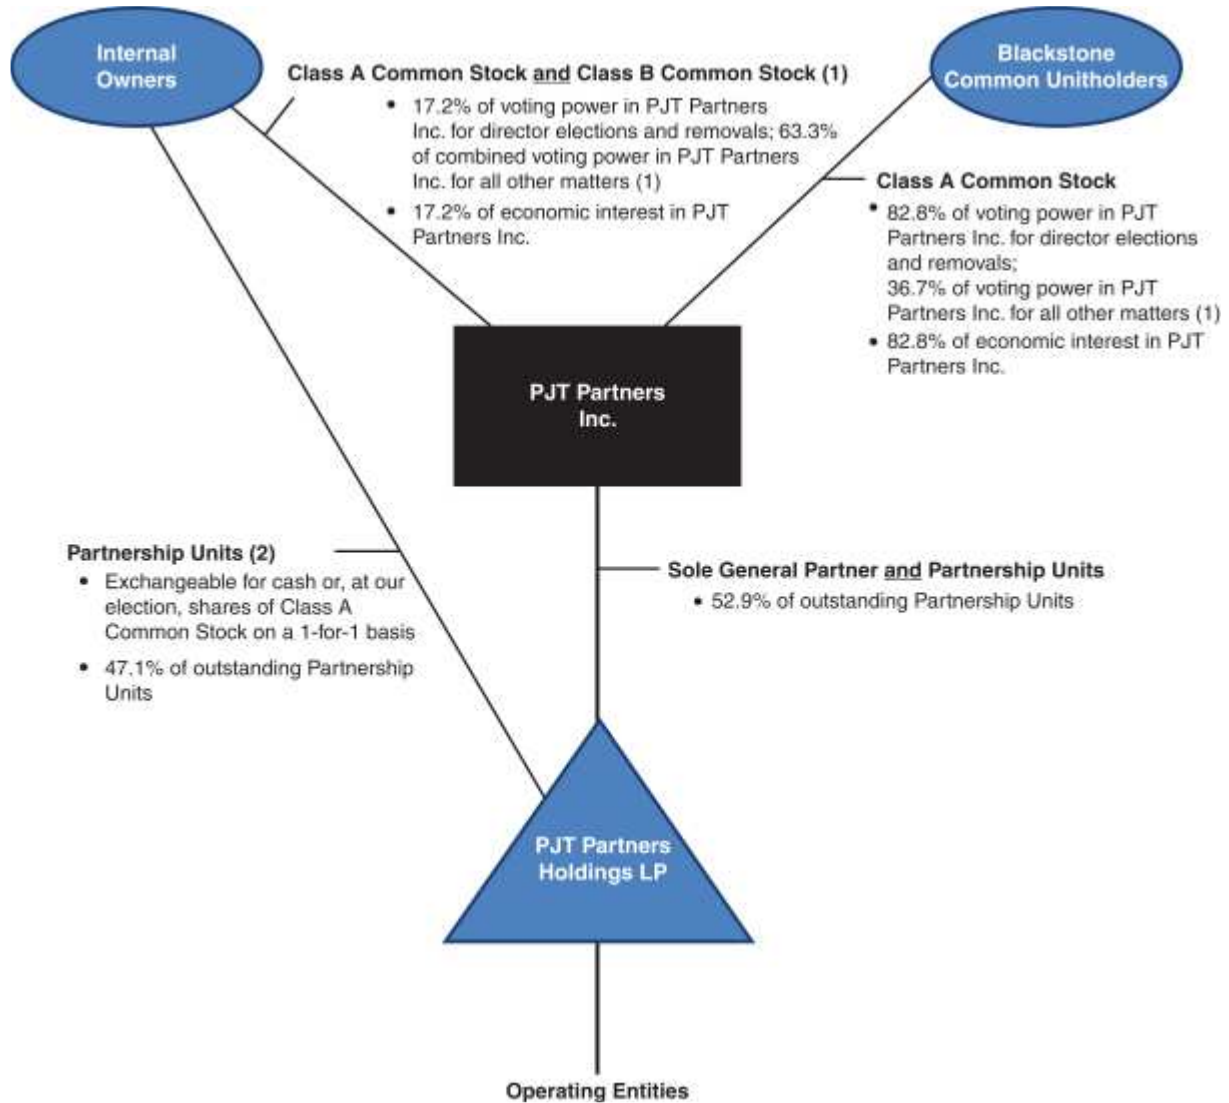 Internal
Owners
Blackstone
Common Unitholders
Class A Common Stock and Class B Common Stock (1)
• 17.2% of voting power in PJT Partners
Inc. for director elections and removals; 63.3%
of combined voting power in PJT Partners
Inc. for all other matters (1)
• 17.2% of economic interest in PJT
Partners Inc.
Class A Common Stock
• 82.8% of voting power in PJT
Partners Inc. for director elections
and removals;
36.7% of voting power in PJT
Partners Inc. for all other matters (1)
• 82.8% of economic interest in PJT
Partners Inc.
PJT Partners
Inc.
Partnership Units (2)
• Exchangeable for cash or, at our
election, shares of Class A
Common Stock on a 1-for-1 basis
• 47.1% of outstanding Partnership
Units
Sole General Partner and Partnership Units
• 52.9% of outstanding Partnership Units
PJT Partners
Holdings LP
Operating Entities